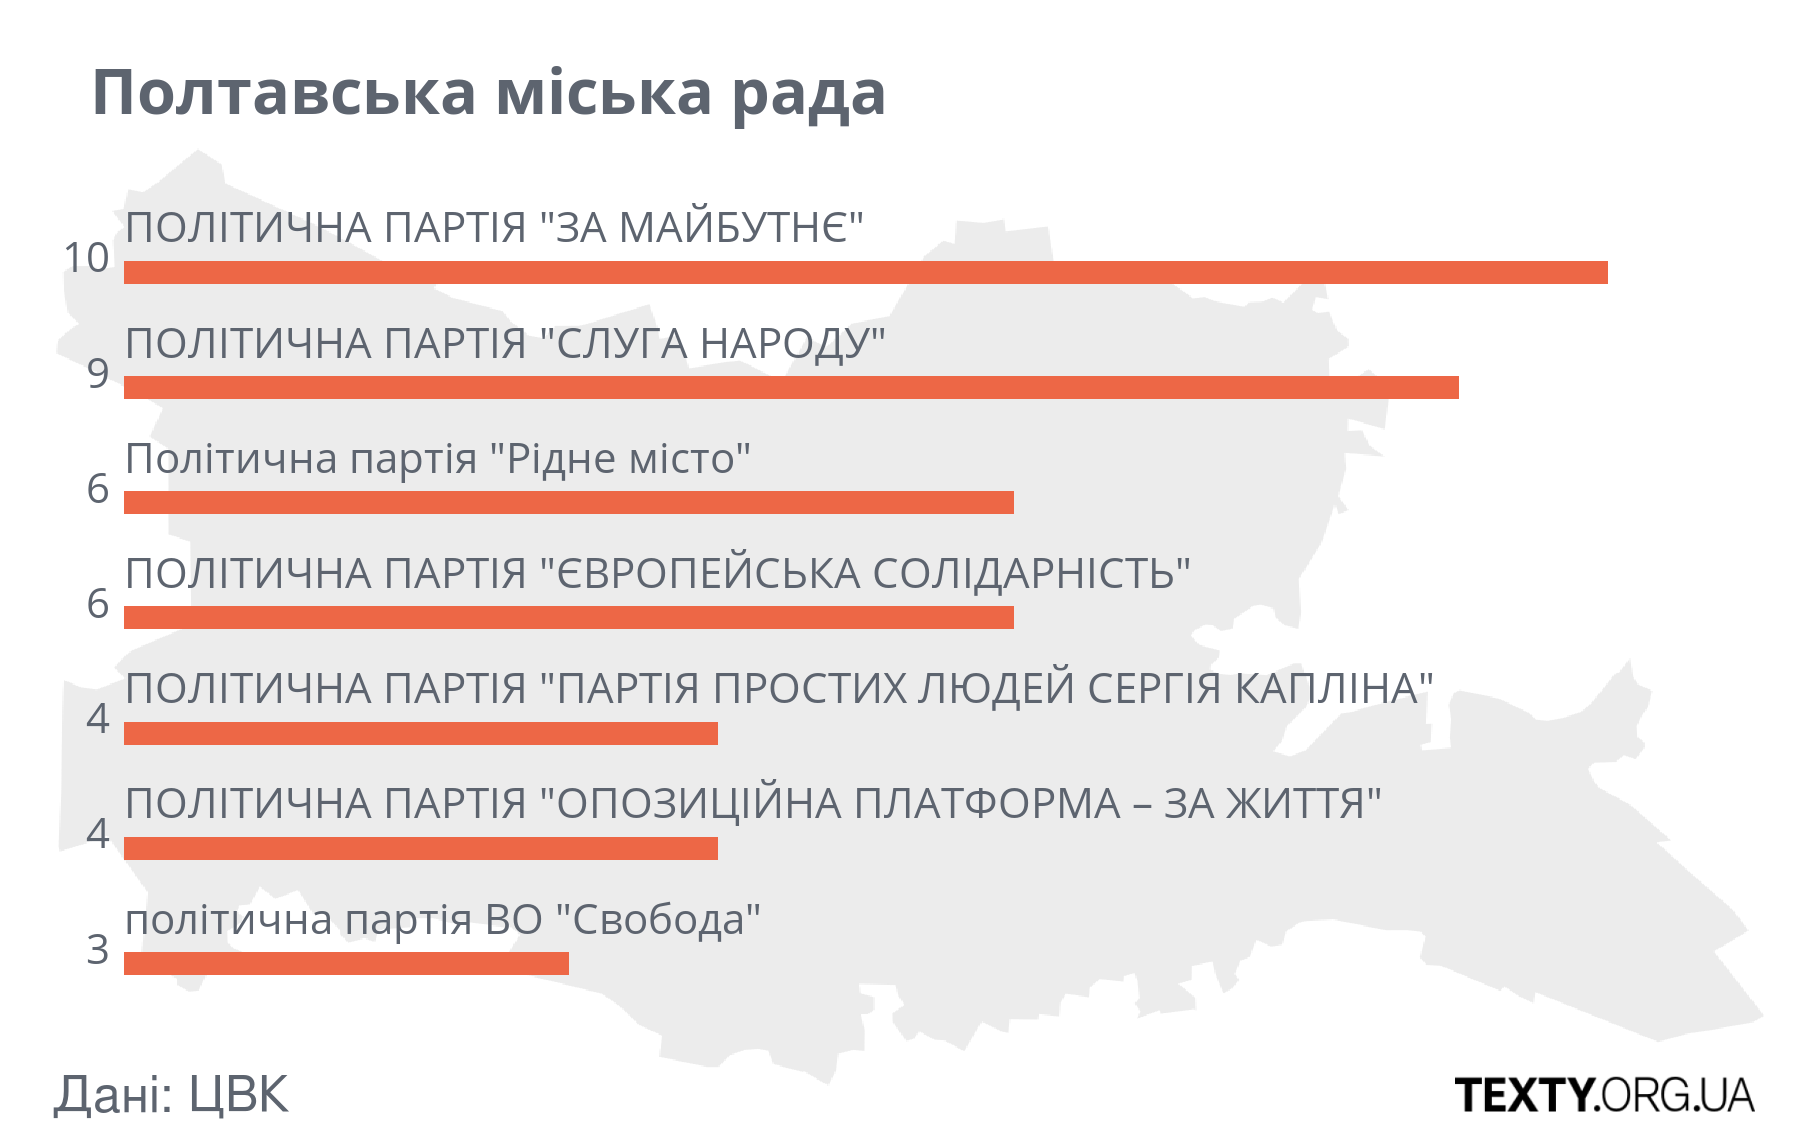 Полтавська міська рада
ПОЛІТИЧНА ПАРТІЯ "ЗА МАЙБУТНЄ"
10
ПОЛІТИЧНА ПАРТІЯ "СЛУГА НАРОДУ"
9
Політична партія "Рідне місто"
6
ПОЛІТИЧНА ПАРТІЯ "ЄВРОПЕЙСЬКА СОЛІДАРНІСТЬ"
6
ПОЛІТИЧНА ПАРТІЯ "ПАРТІЯ ПРОСТИХ ЛЮДЕЙ СЕРГІЯ КАПЛІНА"
4
ПОЛІТИЧНА ПАРТІЯ "ОПОЗИЦІЙНА ПЛАТФОРМА – ЗА ЖИТТЯ"
4
політична партія ВО "Свобода"
3
Дані: ЦВК
TEXTY.ORG.UA